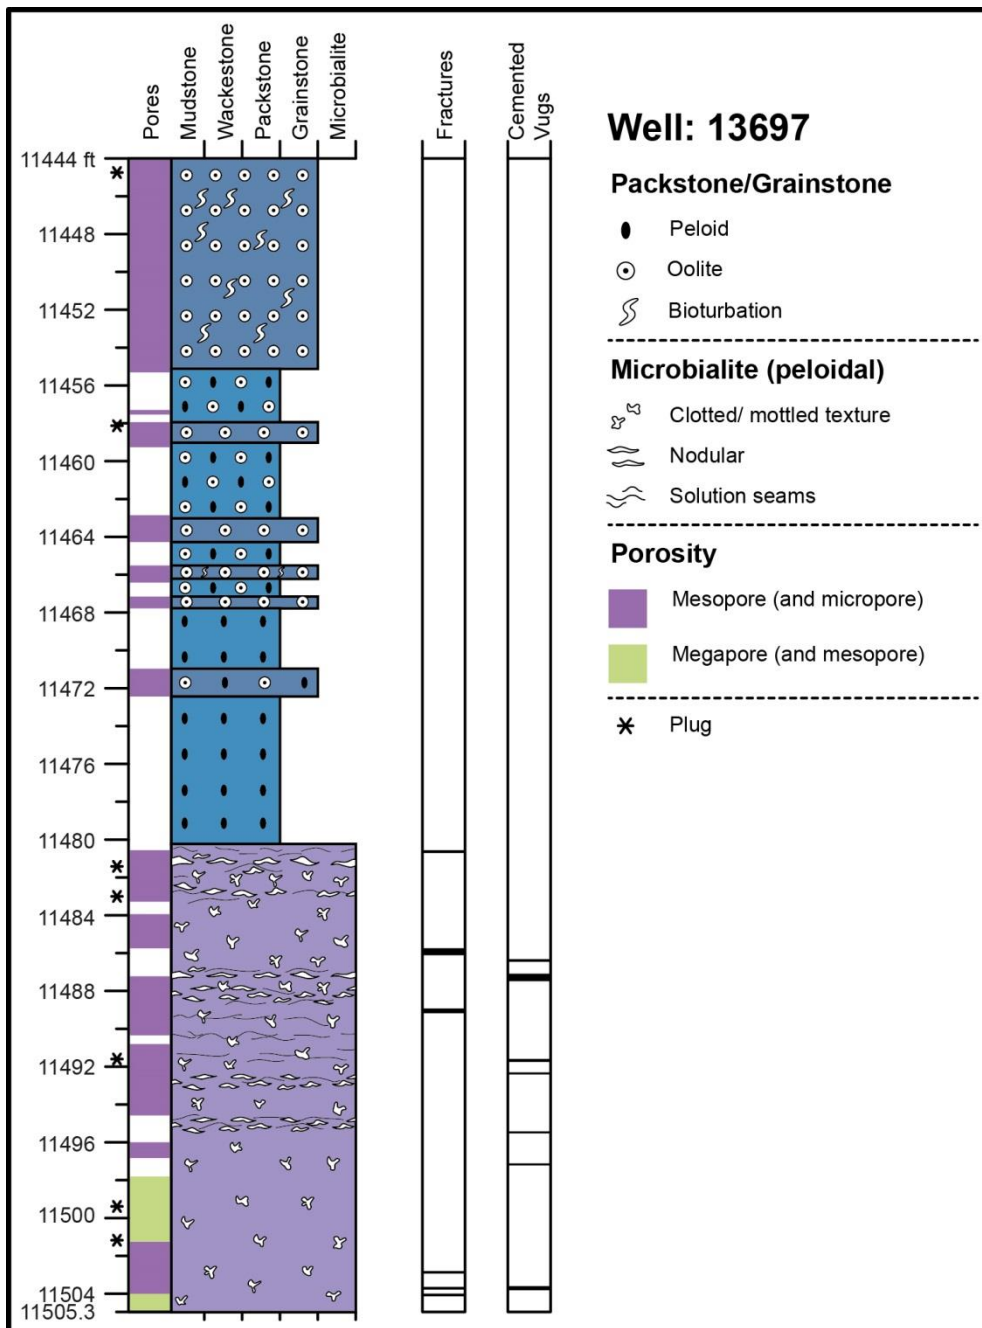 Pores
Mudstone
Wackestone
Packstone
Grainstone
Microbialite
Fractures
Cemented
Vugs
11444 ft
11448
11452
11456
11460
11464
11468
11472
11476
11480
11484
11488
11492
11496
11500
11504
11505.3
Well: 13697
Packstone/Grainstone
Peloid
Oolite
Bioturbation
Microbialite (peloidal)
Clotted/ mottled texture
Nodular
Solution seams
Porosity
Mesopore (and micropore)
Megapore (and mesopore)
Plug